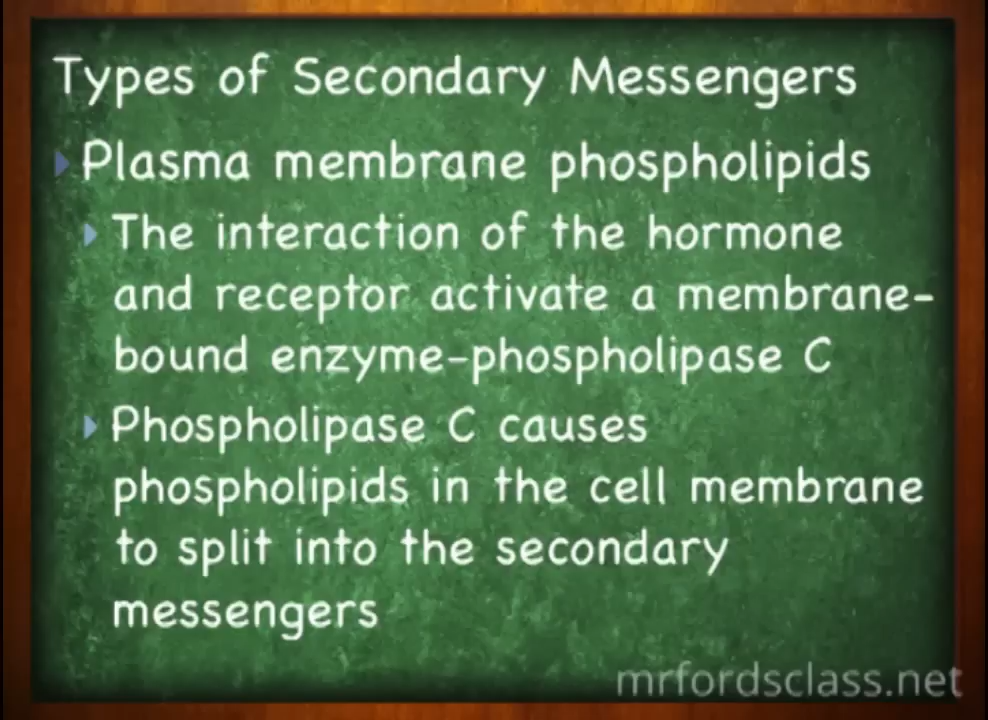 Types of Secondary Messengers
Plasma membrane phospholipids
The interaction of the hormone
and receptor activate a membrane-
bound enzyme-phospholipase C
Phospholipase C causes
phospholipids in the cell membrane
to split into the secondary
messengers
mrfordsclass.net